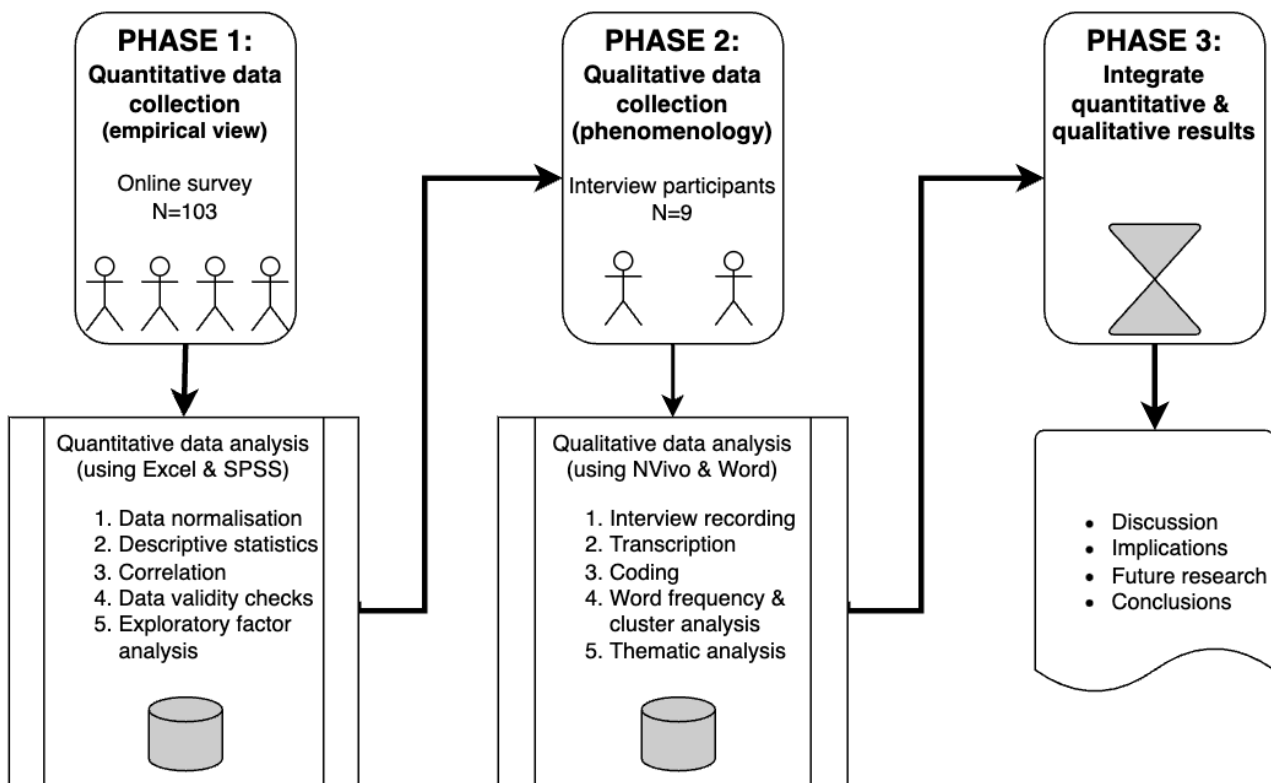 PHASE 1:
Quantitative data
collection
(empirical view)
Online survey
N=103
Quantitative data analysis
(using Excel & SPSS)
1. Data normalisation
2. Descriptive statistics
3. Correlation
4. Data validity checks
5. Exploratory factor
analysis
PHASE 2:
Qualitative data
collection
(phenomenology)
Interview participants
N=9
Qualitative data analysis
(using NVivo & Word)
1. Interview recording
2. Transcription
3. Coding
4. Word frequency &
cluster analysis
5. Thematic analysis
PHASE 3:
Integrate
quantitative &
qualitative results
• Discussion
• Implications
• Future research
• Conclusions